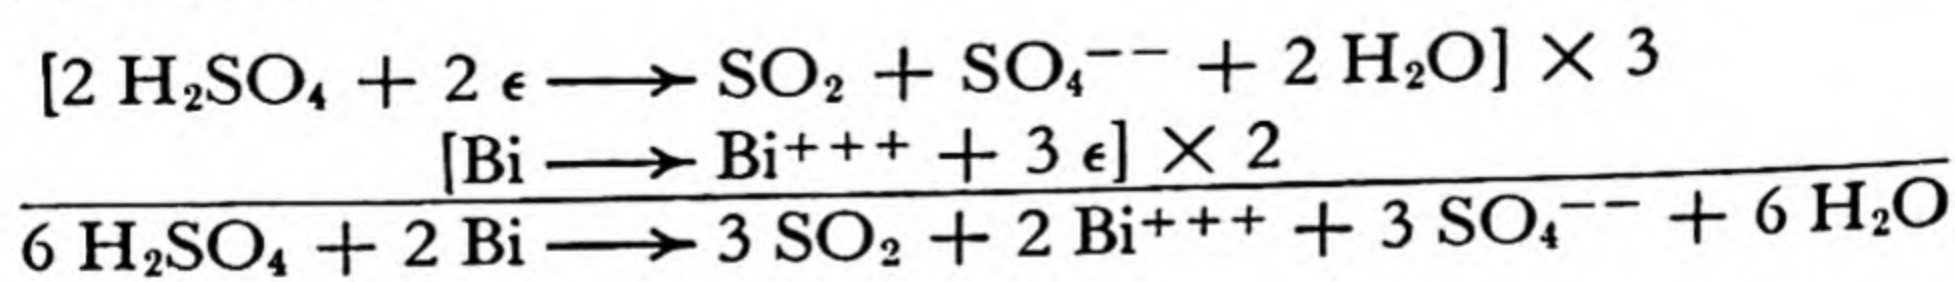 [2 H₂SO₄ + 2 ϵ ⟶ SO₂ + SO₄⁻⁻ + 2 H₂O] × 3
[Bi ⟶ Bi⁺⁺⁺ + 3 ϵ] × 2
6 H₂SO₄ + 2 Bi ⟶ 3 SO₂ + 2 Bi⁺⁺⁺ + 3 SO₄⁻⁻ + 6 H₂O